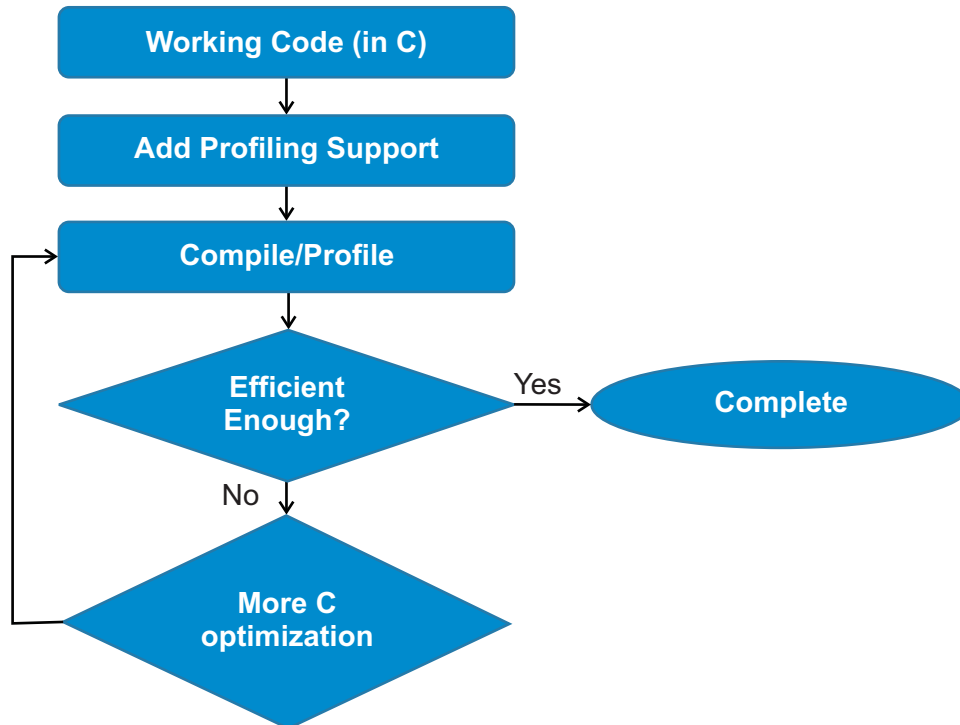 Working Code (in C)
Add Profiling Support
Compile/Profile
Efficient
Enough?
Yes
Complete
No
More C
optimization